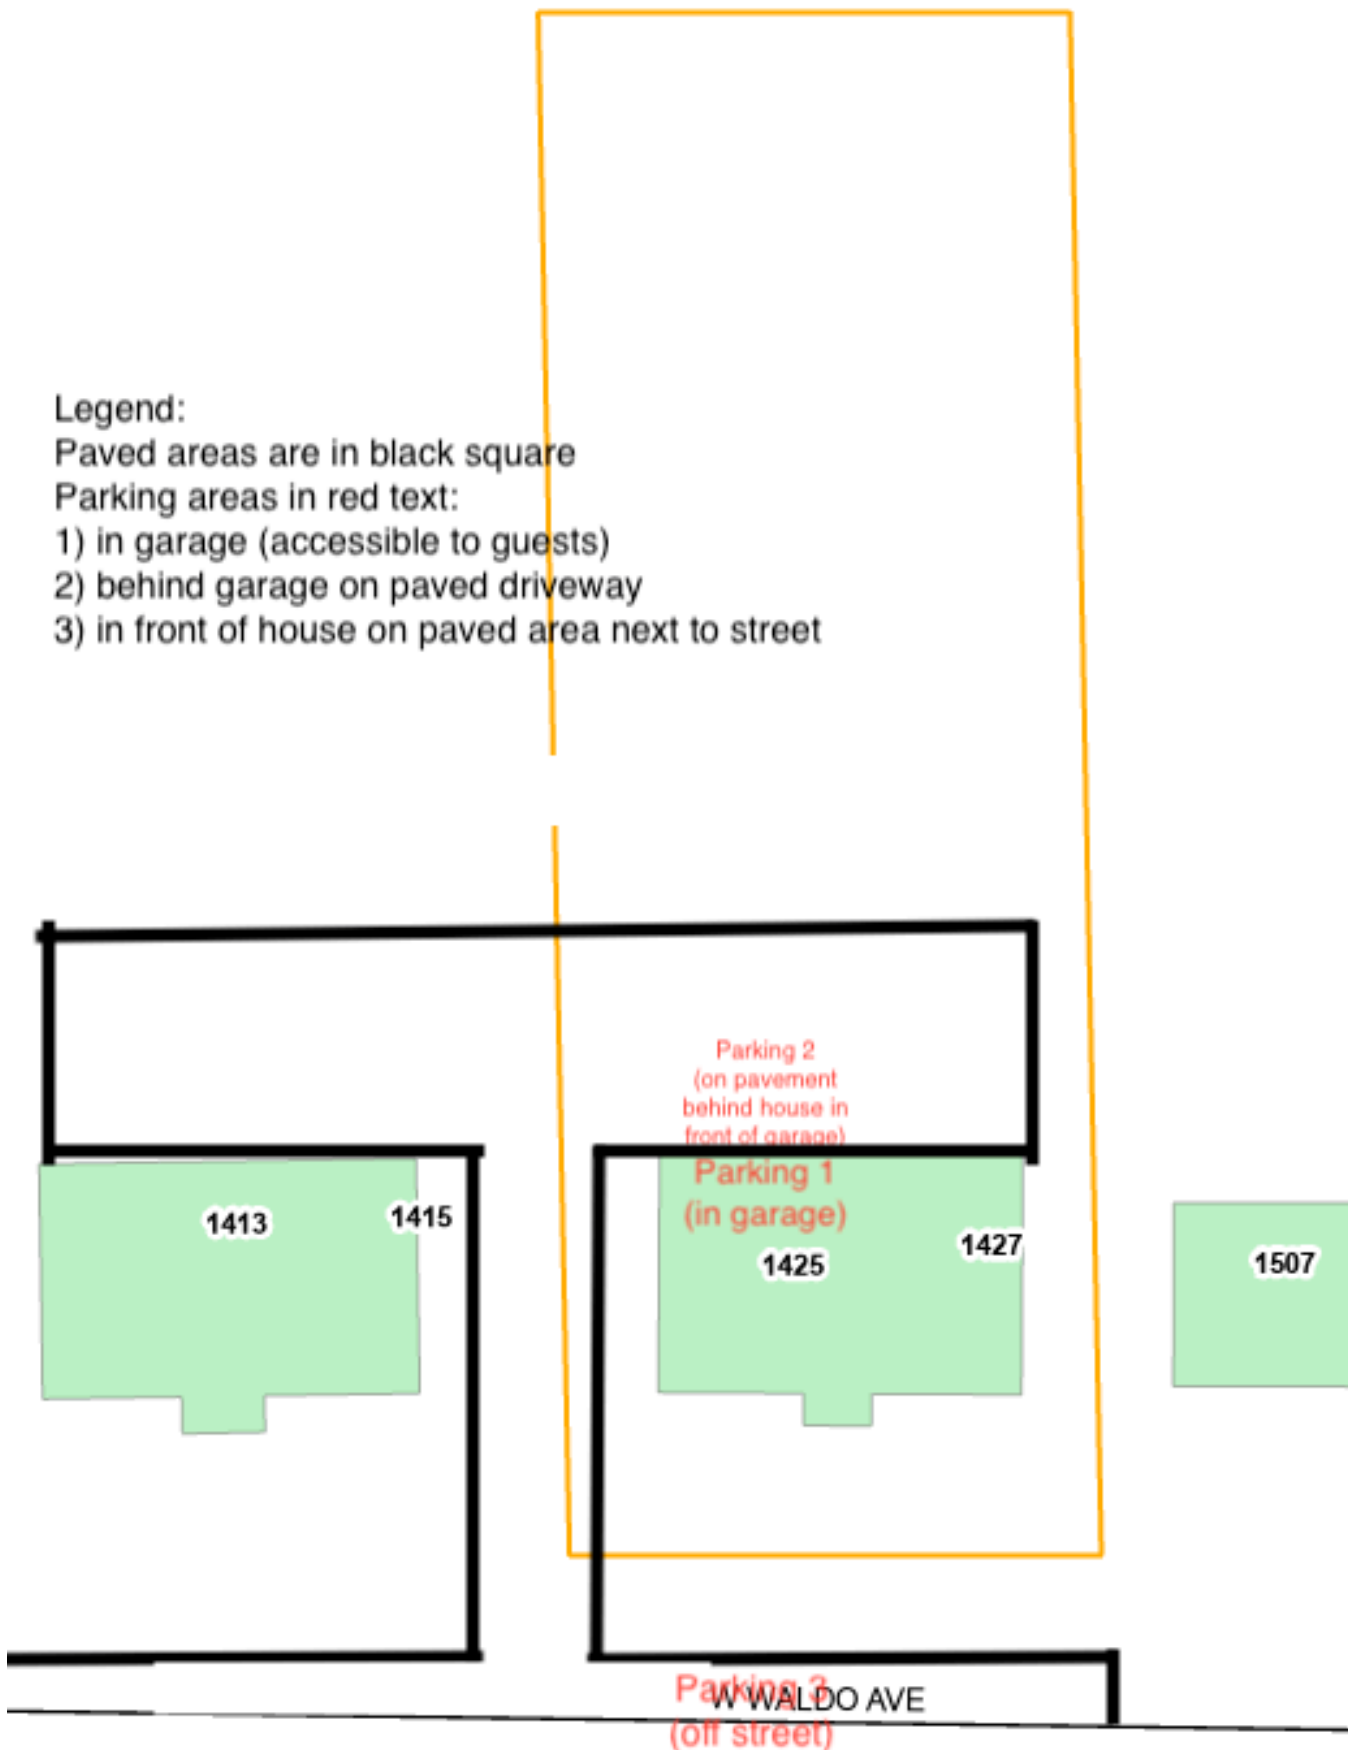 Legend:
Paved areas are in black square
Parking areas in red text:
1) in garage (accessible to guests)
2) behind garage on paved driveway
3) in front of house on paved area next to street
Parking 2
(on pavement
behind house in
front of garage)
Parking 1
(in garage)
1413
1415
1425
1427
1507
Parking 3
W WALDO AVE
(off street)